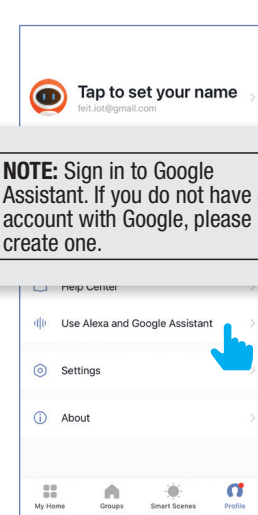 Tap to set your name
feit.iot@gmail.com
NOTE: Sign in to Google
Assistant. If you do not have
account with Google, please
create one.
Help Center
Use Alexa and Google Assistant
Settings
About
My Home Groups Smart Scenes Profile